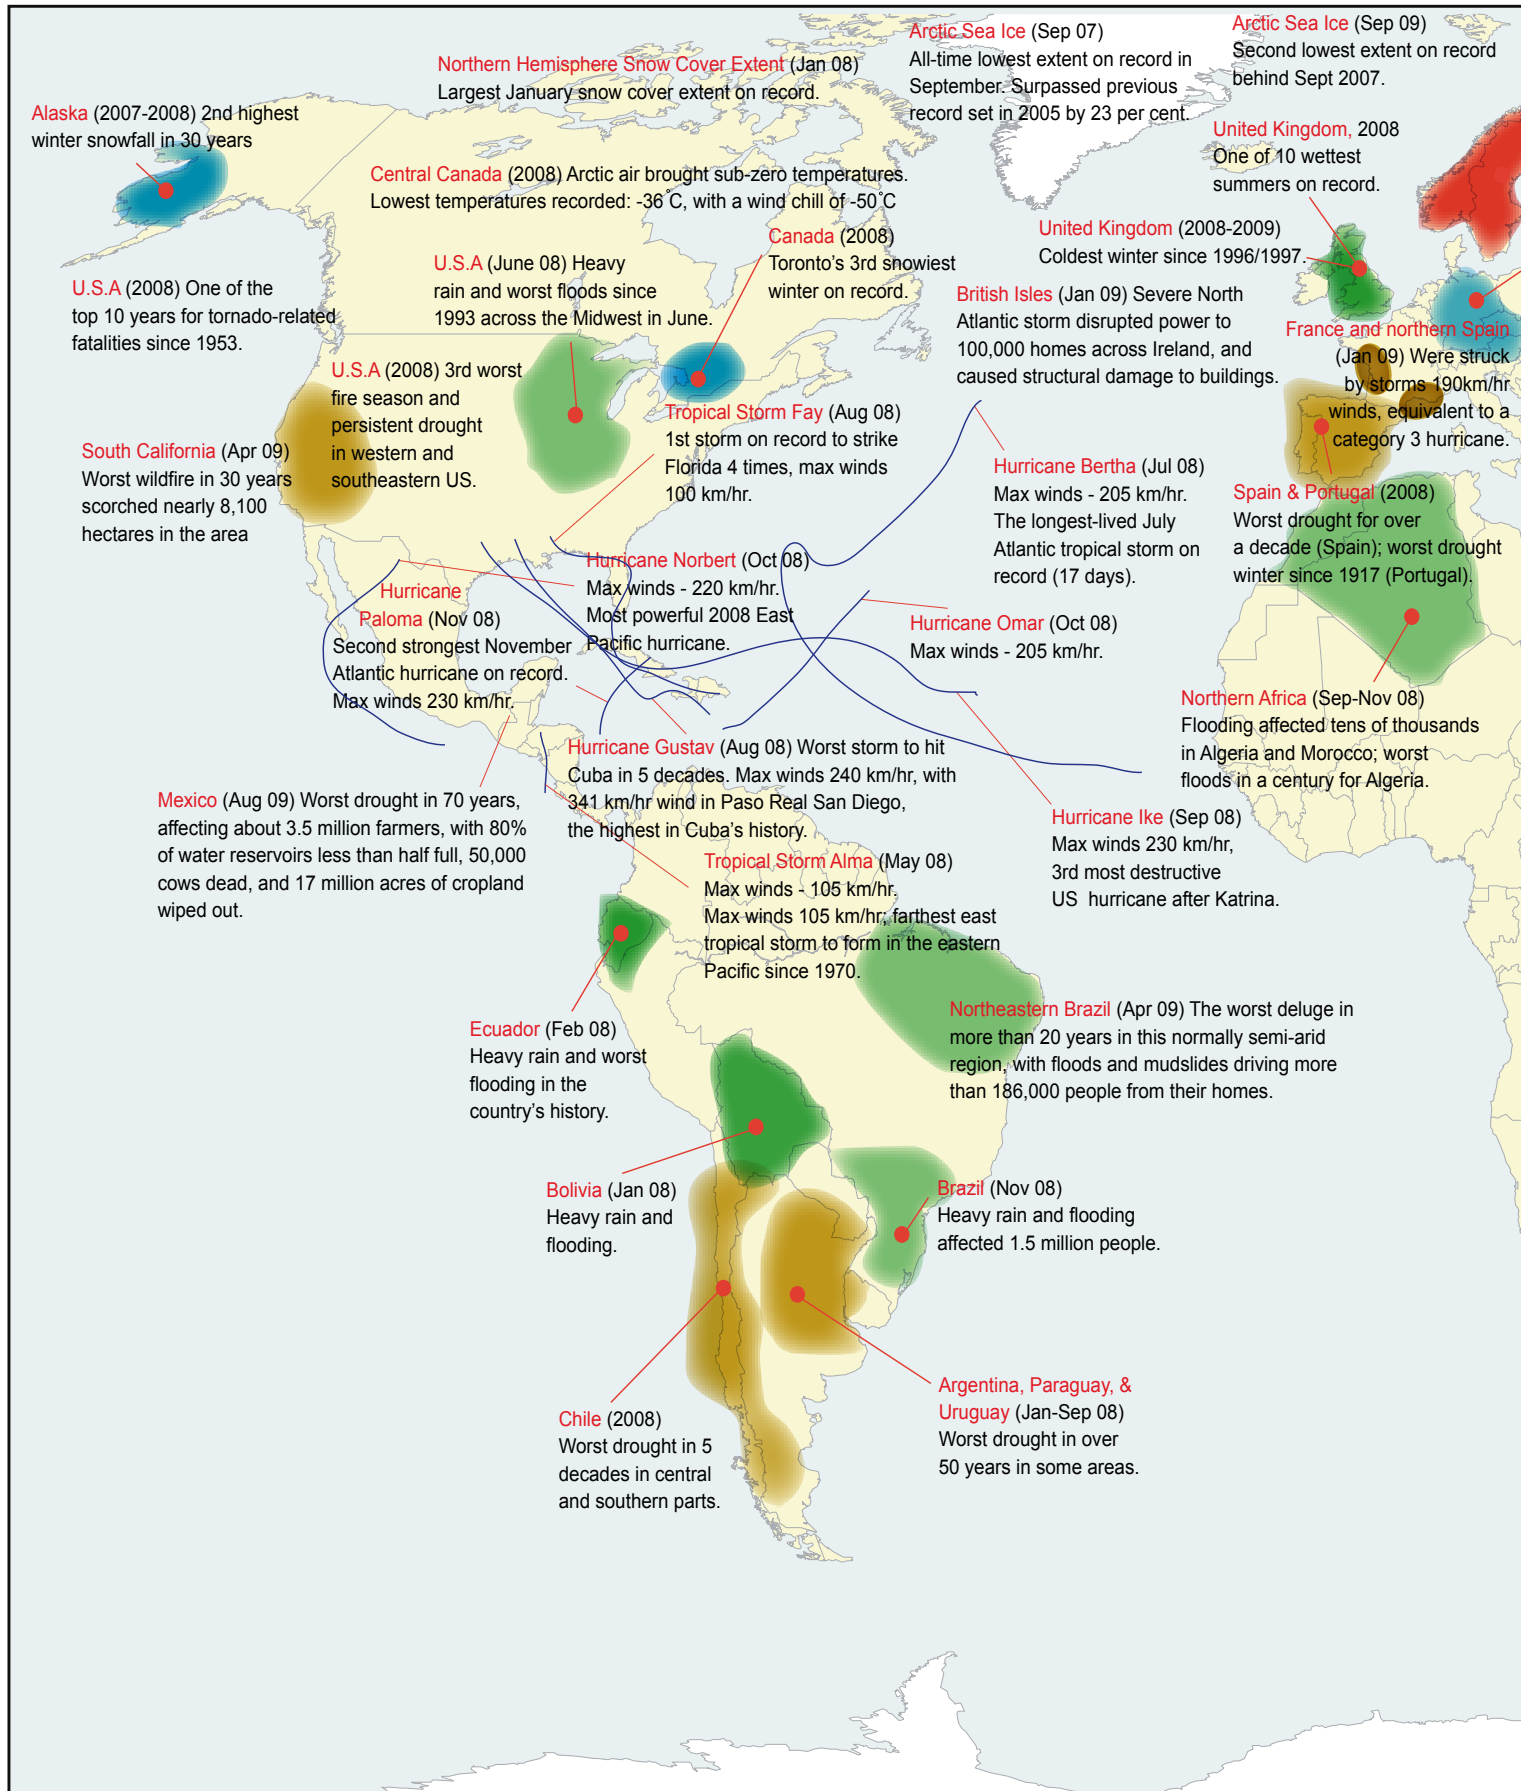 Arctic Sea Ice (Sep 07)
All-time lowest extent on record in
September. Surpassed previous
record set in 2005 by 23 per cent.
Arctic Sea Ice (Sep 09)
Second lowest extent on record
behind Sept 2007.
Northern Hemisphere Snow Cover Extent (Jan 08)
Largest January snow cover extent on record.
Alaska (2007-2008) 2nd highest
winter snowfall in 30 years
United Kingdom, 2008
One of 10 wettest
summers on record.
Central Canada (2008) Arctic air brought sub-zero temperatures.
Lowest temperatures recorded: -36°C, with a wind chill of -50°C
United Kingdom (2008-2009)
Coldest winter since 1996/1997.
Canada (2008)
Toronto's 3rd snowiest
winter on record.
U.S.A (June 08) Heavy
rain and worst floods since
1993 across the Midwest in June.
U.S.A (2008) One of the
top 10 years for tornado-related
fatalities since 1953.
British Isles (Jan 09) Severe North
Atlantic storm disrupted power to
100,000 homes across Ireland, and
caused structural damage to buildings.
France and northern Spain
(Jan 09) Were struck
by storms 190km/hr
winds, equivalent to a
category 3 hurricane.
U.S.A (2008) 3rd worst
fire season and
persistent drought
in western and
southeastern US.
Tropical Storm Fay (Aug 08)
1st storm on record to strike
Florida 4 times, max winds
100 km/hr.
South California (Apr 09)
Worst wildfire in 30 years
scorched nearly 8,100
hectares in the area
Hurricane Bertha (Jul 08)
Max winds - 205 km/hr.
The longest-lived July
Atlantic tropical storm on
record (17 days).
Spain & Portugal (2008)
Worst drought for over
a decade (Spain); worst drought
winter since 1917 (Portugal).
Hurricane Norbert (Oct 08)
Max winds - 220 km/hr.
Most powerful 2008 East
Pacific hurricane.
Hurricane
Paloma (Nov 08)
Second strongest November
Atlantic hurricane on record.
Max winds 230 km/hr.
Hurricane Omar (Oct 08)
Max winds - 205 km/hr.
Northern Africa (Sep-Nov 08)
Flooding affected tens of thousands
in Algeria and Morocco; worst
floods in a century for Algeria.
Hurricane Gustav (Aug 08) Worst storm to hit
Cuba in 5 decades. Max winds 240 km/hr, with
341 km/hr wind in Paso Real San Diego,
the highest in Cuba's history.
Mexico (Aug 09) Worst drought in 70 years,
affecting about 3.5 million farmers, with 80%
of water reservoirs less than half full, 50,000
cows dead, and 17 million acres of cropland
wiped out.
Hurricane Ike (Sep 08)
Max winds 230 km/hr,
3rd most destructive
US hurricane after Katrina.
Tropical Storm Alma (May 08)
Max winds - 105 km/hr.
Max winds 105 km/hr; farthest east
tropical storm to form in the eastern
Pacific since 1970.
Northeastern Brazil (Apr 09) The worst deluge in
more than 20 years in this normally semi-arid
region, with floods and mudslides driving more
than 186,000 people from their homes.
Ecuador (Feb 08)
Heavy rain and worst
flooding in the
country's history.
Bolivia (Jan 08)
Heavy rain and
flooding.
Brazil (Nov 08)
Heavy rain and flooding
affected 1.5 million people.
Argentina, Paraguay, &
Uruguay (Jan-Sep 08)
Worst drought in over
50 years in some areas.
Chile (2008)
Worst drought in 5
decades in central
and southern parts.